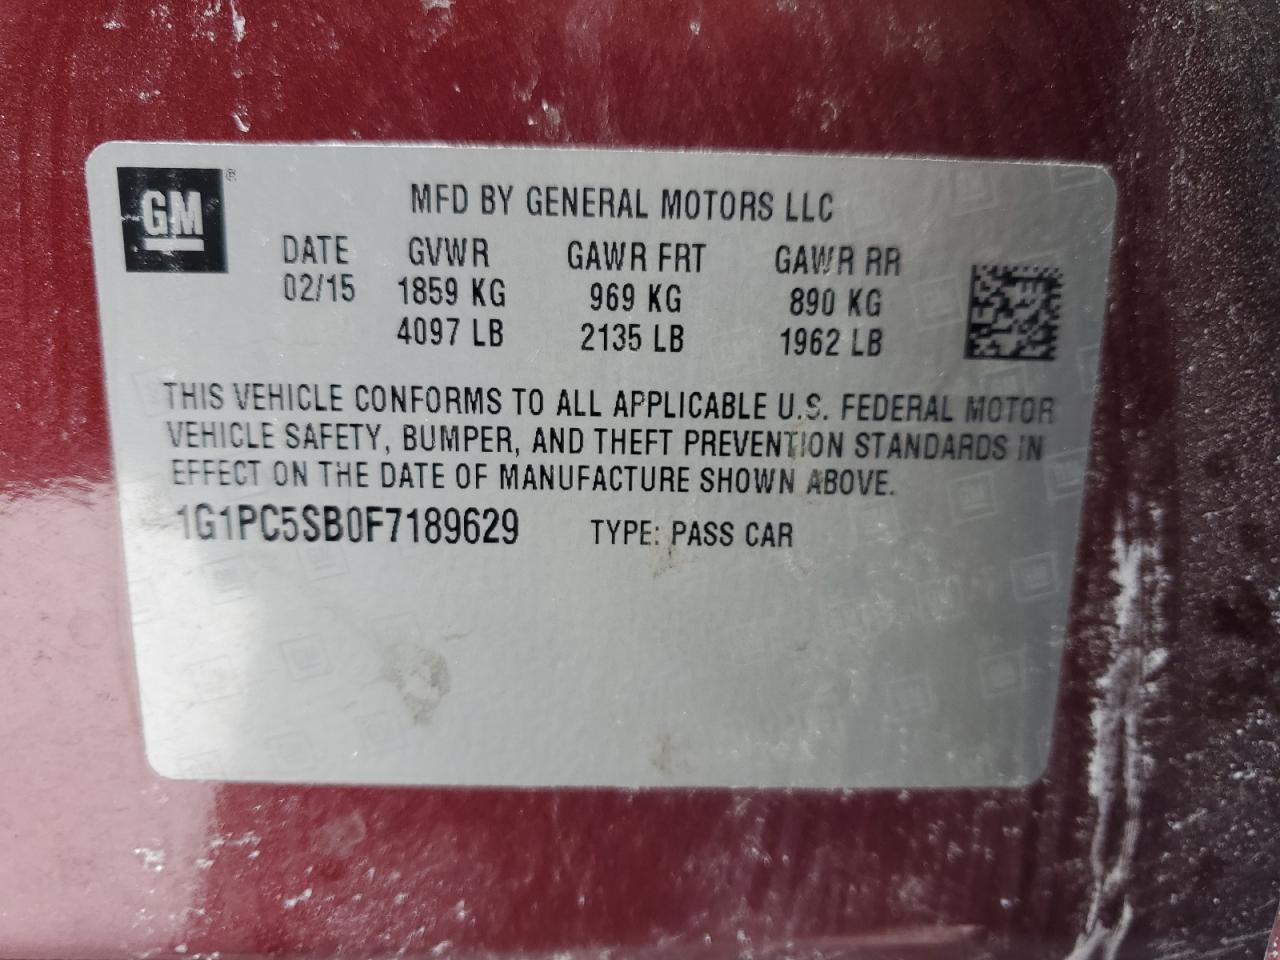 GM®
MFD BY GENERAL MOTORS LLC
DATE GVWR GAWR FRT GAWR RR
02/15 1859 KG 969 KG 890 KG
4097 LB 2135 LB 1962 LB
THIS VEHICLE CONFORMS TO ALL APPLICABLE U.S. FEDERAL MOTOR
VEHICLE SAFETY, BUMPER, AND THEFT PREVENTION STANDARDS IN
EFFECT ON THE DATE OF MANUFACTURE SHOWN ABOVE.
1G1PC5SB0F7189629 TYPE: PASS CAR